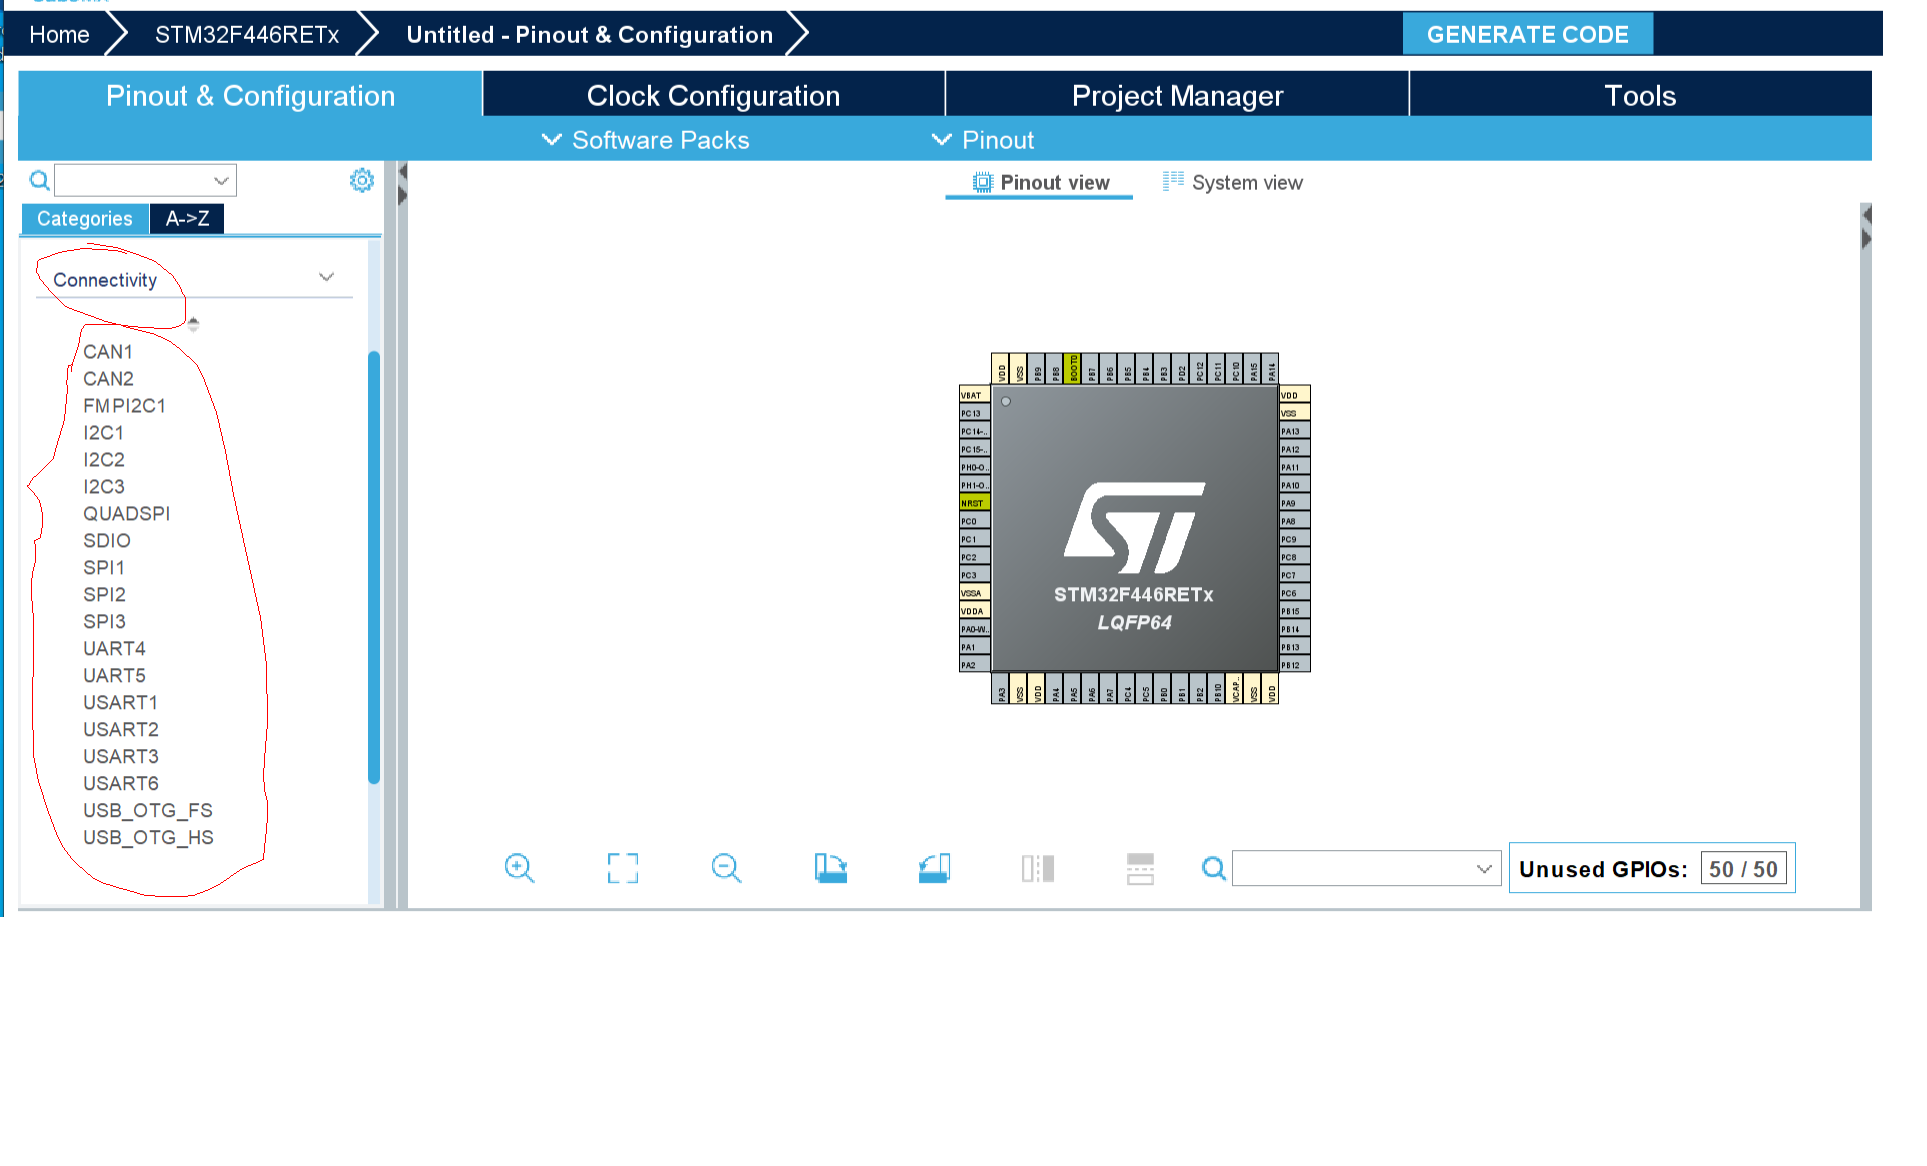 Home STM32F446RETx Untitled - Pinout & Configuration GENERATE CODE
Pinout & Configuration Clock Configuration Project Manager Tools
Software Packs Pinout
Pinout view System view
Categories A->Z
Connectivity
CAN1
CAN2
FMPI2C1
I2C1
I2C2
I2C3
QUADSPI
SDIO
SPI1
SPI2
SPI3
UART4
UART5
USART1
USART2
USART3
USART6
USB_OTG_FS
USB_OTG_HS
VDD VSS PB9 PB8 BOOT0 PB7 PB6 PB5 PB4 PB3 PD2 PC12 PC11 PC10 PA15 PA14
VBAT
PC13
PC14-..
PC15-..
PH0-O..
PH1-O..
NRST
PC0
PC1
PC2
PC3
VSSA
VDDA
PA0-W..
PA1
PA2
STM32F446RETx
LQFP64
VDD
VSS
PA13
PA12
PA11
PA10
PA9
PA8
PC9
PC8
PC7
PC6
PB15
PB14
PB13
PB12
PA3 VSS VDD PA4 PA5 PA6 PA7 PC4 PC5 PB0 PB1 PB2 PB10 VCAP.. VSS VDD
Unused GPIOs: 50 / 50